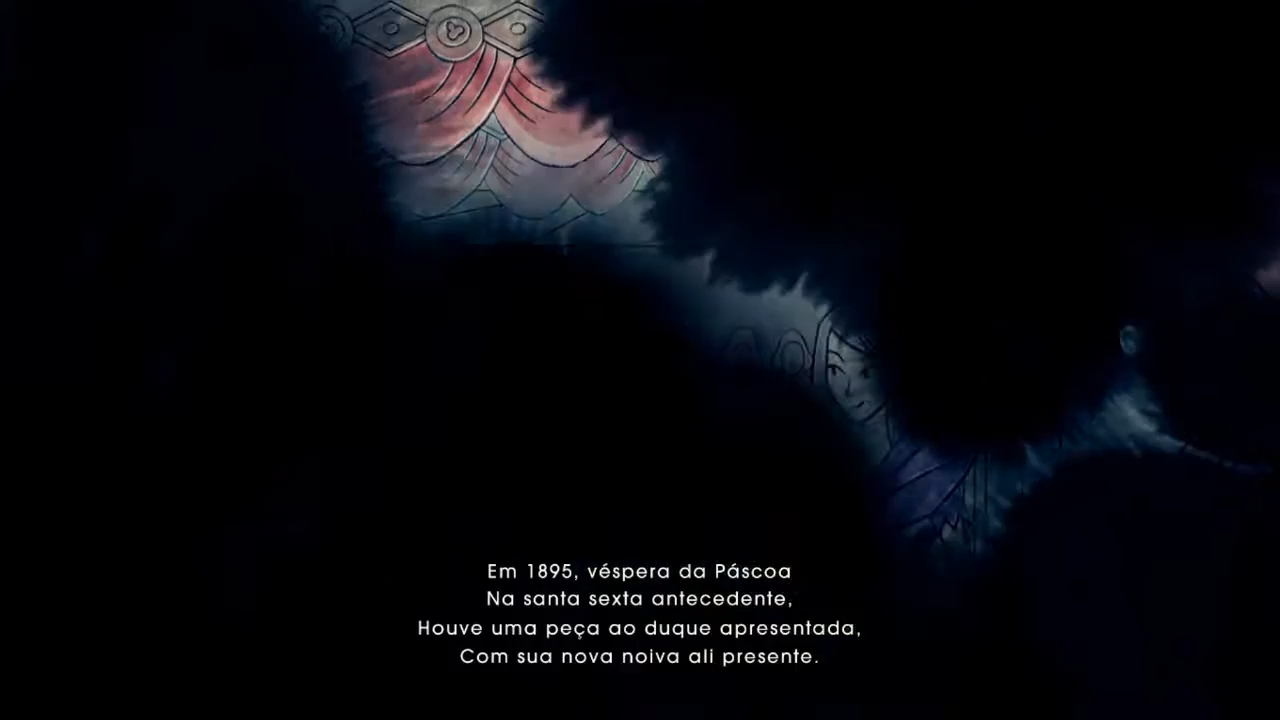 Em 1895, véspera da Páscoa
Na santa sexta antecedente,
Houve uma peça ao duque apresentada,
Com sua nova noiva ali presente.